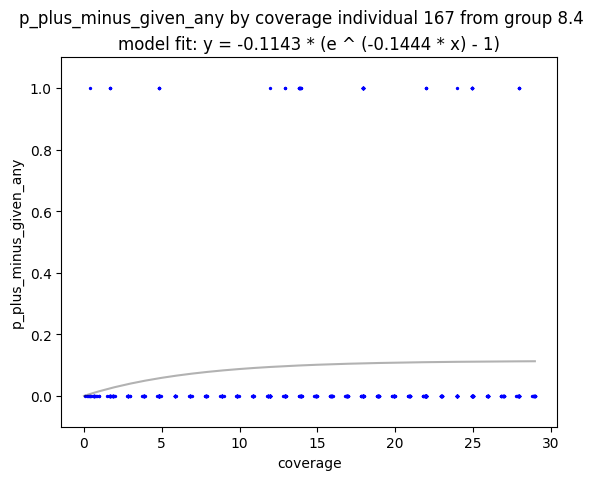 p_plus_minus_given_any by coverage individual 167 from group 8.4
model fit: y = -0.1143 * (e ^ (-0.1444 * x) - 1)
1.0
0.8
0.6
0.4
0.2
0.0
p_plus_minus_given_any
0 5 10 15 20 25 30
coverage